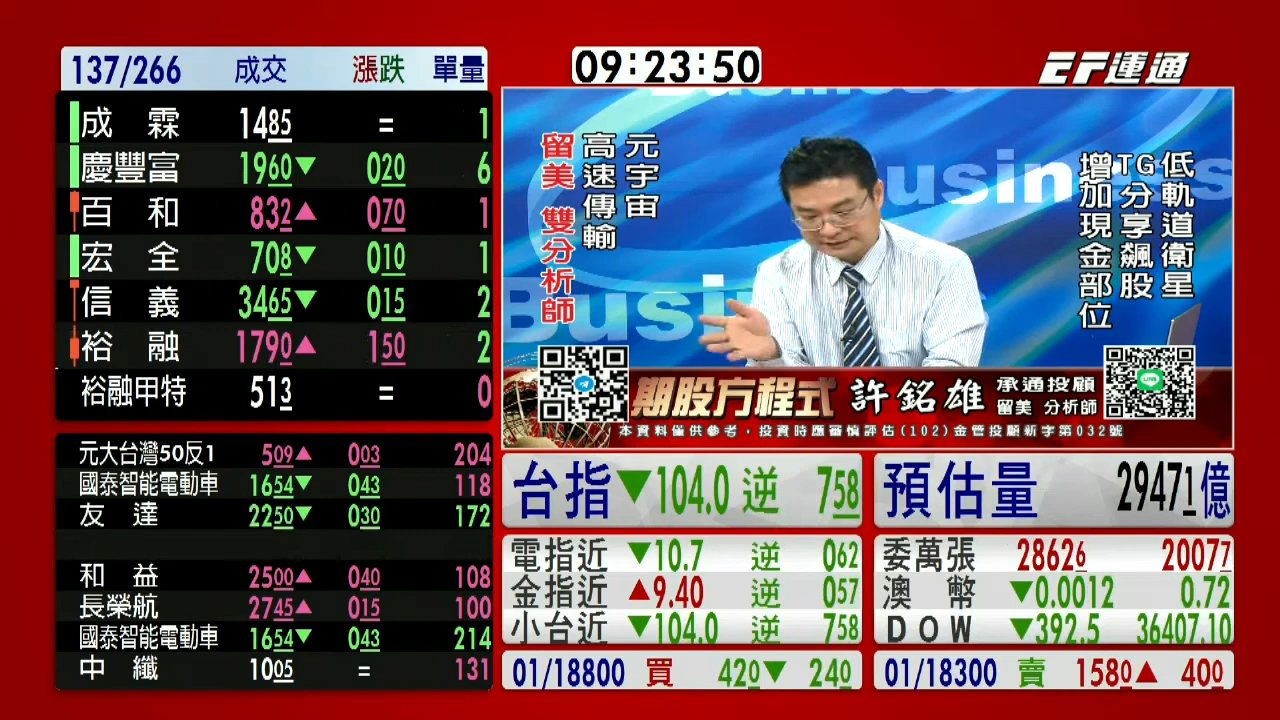 137/266 成交 漲跌 單量
成霖 1485 = 1
慶豐富 1960▼ 020 6
百和 832▲ 070 1
宏全 708▼ 010 1
信義 3465▼ 015 2
裕融 1790▲ 150 2
裕融甲特 513 = 0
元大台灣50反1 509▲ 003 204
國泰智能電動車 1654▼ 043 118
友達 2250▼ 030 172
和益 2500▲ 040 108
長榮航 2745▲ 015 100
國泰智能電動車 1654▼ 043 214
中纖 1005 = 131
09:23:50
EF運通
Business
Business
Business
元宇宙
高速傳輸
留美 雙分析師
低軌道衛星
TG分享飆股
增加現金部位
LINE
期股方程式 許銘雄 承通投顧
留美 分析師
本資料僅供參考，投資時應審慎評估(102)金管投顧新字第032號
台指▼104.0 逆 758
預估量 29471億
電指近 ▼10.7 逆 062
金指近 ▲9.40 逆 057
小台近 ▼104.0 逆 758
委萬張 28626 20077
澳幣 ▼0.0012 0.72
DOW ▼392.5 36407.10
01/18800 買 420▼ 240
01/18300 賣 1580▲ 400